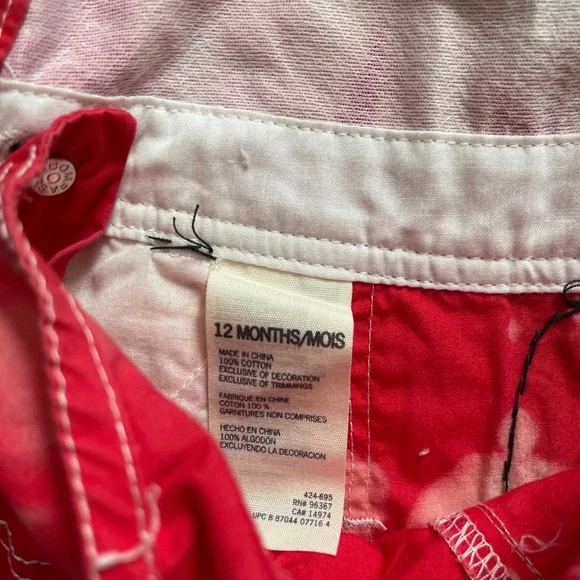 12 MONTHS/MOIS
MADE IN CHINA
100% COTTON
EXCLUSIVE OF DECORATION
EXCLUSIVE OF TRIMMINGS
FABRIQUE EN CHINE
COTON 100 %
GARNITURES NON COMPRISES
HECHO EN CHINA
100% ALGODÓN
EXCLUYENDO LA DECORACION
424-695
RN# 96367
CA# 14974
UPC B 87044 07716 4